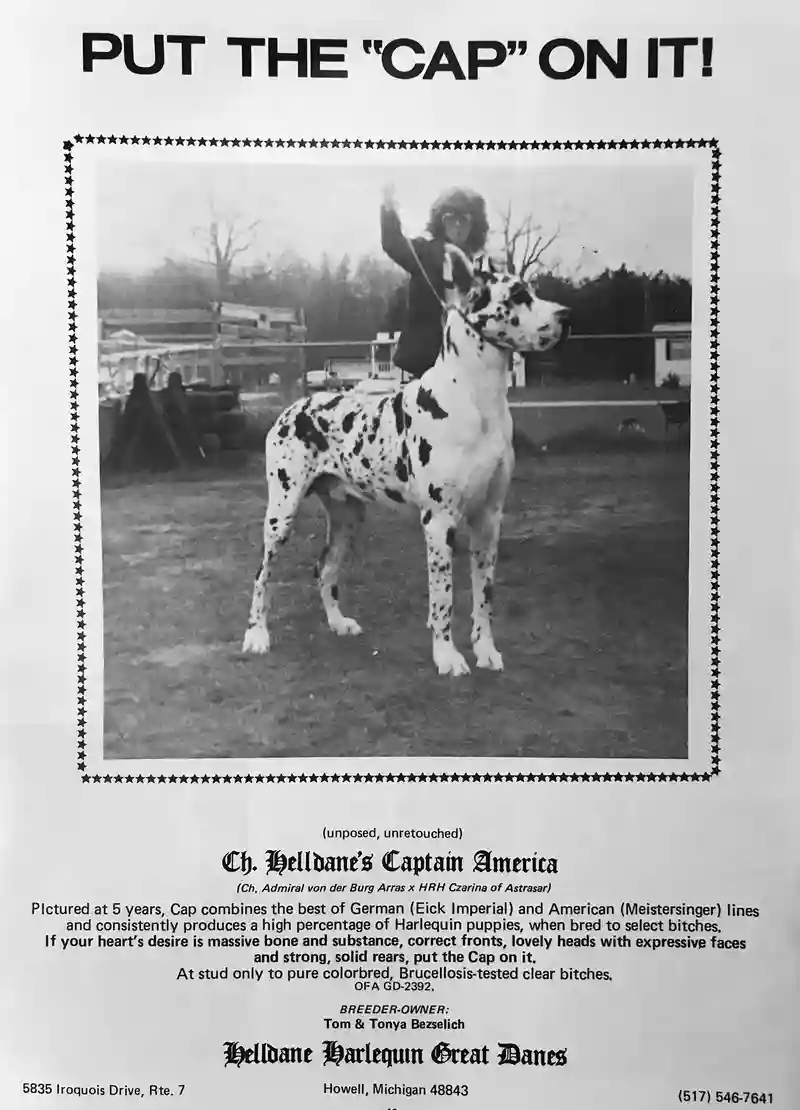 PUT THE "CAP" ON IT!
(unposed, unretouched)
Ch. Helldane's Captain America
(Ch. Admiral von der Burg Arras x HRH Czarina of Astrasar)
Pictured at 5 years, Cap combines the best of German (Eick Imperial) and American (Meistersinger) lines
and consistently produces a high percentage of Harlequin puppies, when bred to select bitches.
If your heart's desire is massive bone and substance, correct fronts, lovely heads with expressive faces
and strong, solid rears, put the Cap on it.
At stud only to pure colorbred, Brucellosis-tested clear bitches.
OFA GD-2392.
BREEDER-OWNER:
Tom & Tonya Bezselich
Helldane Harlequin Great Danes
5835 Iroquois Drive, Rte. 7 Howell, Michigan 48843 (517) 546-7641